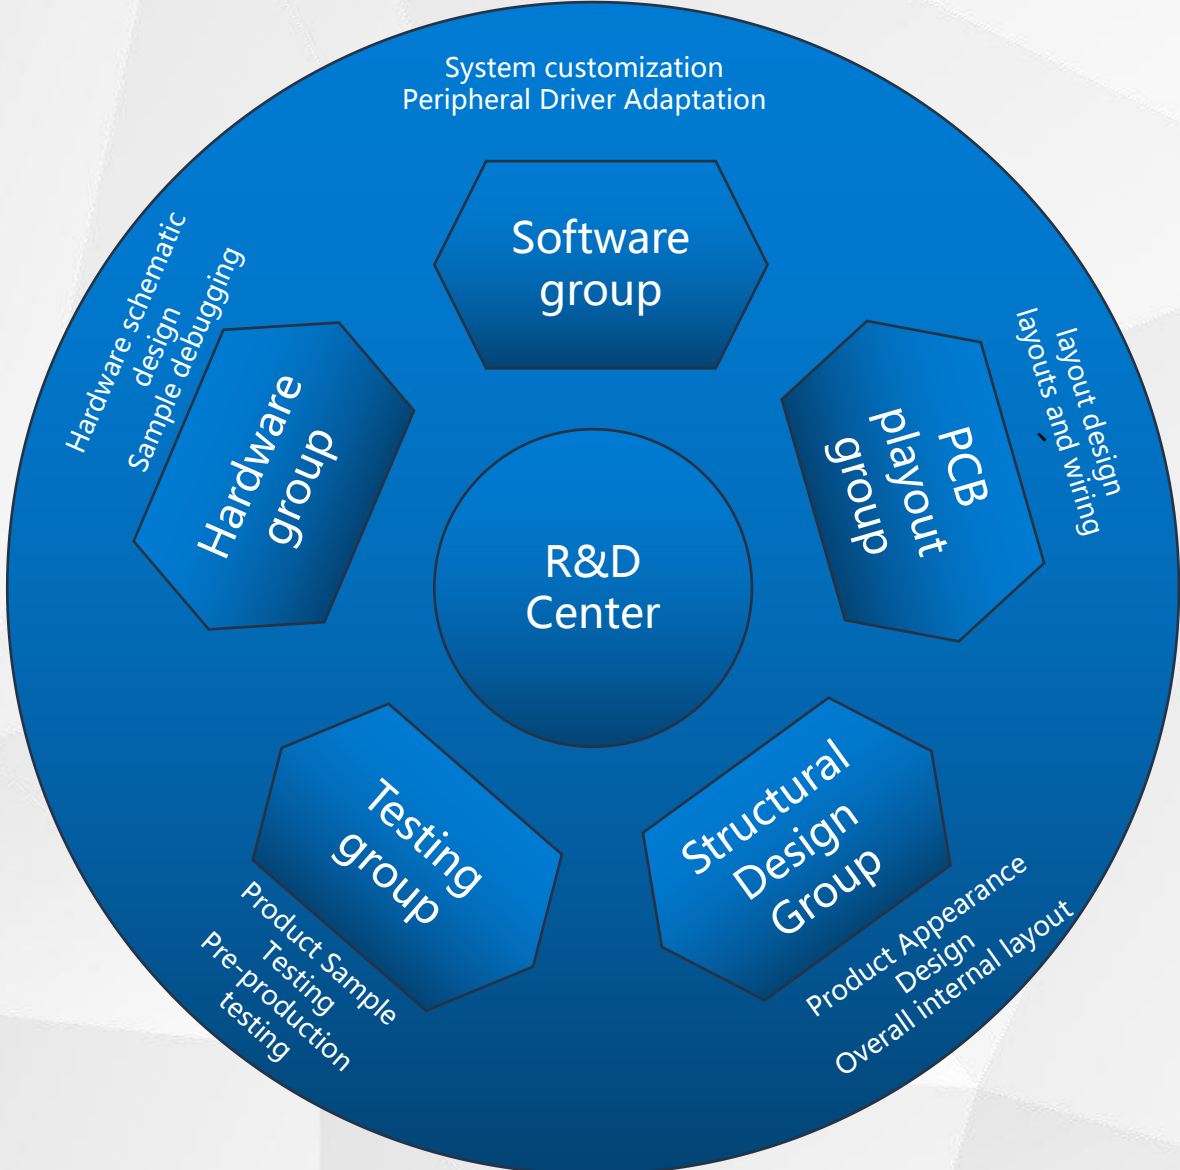 System customization
Peripheral Driver Adaptation
Software
group
Hardware schematic
design
Sample debugging
Hardware
group
layout design
layouts and wiring
、
PCB
playout
group
R&D
Center
Testing
group
Product Sample
Testing
Pre-production
testing
Structural
Design
Group
Product Appearance
Design
Overall internal layout